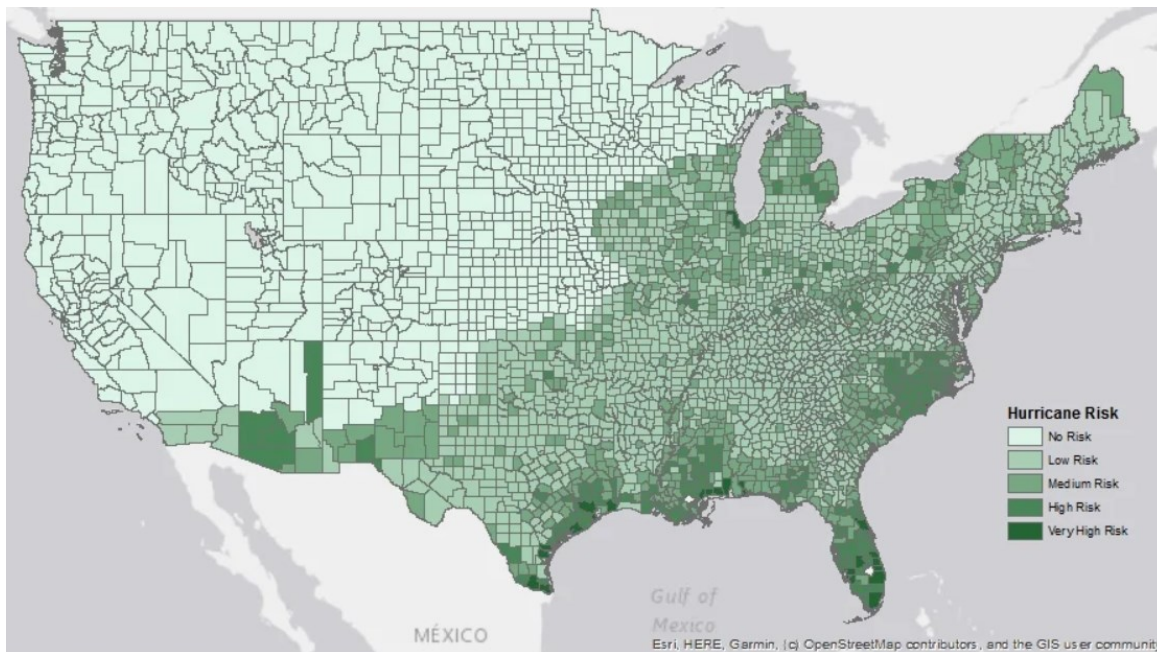 Hurricane Risk
No Risk
Low Risk
Medium Risk
High Risk
Very High Risk
Gulf of
Mexico
MÉXICO
Esri, HERE, Garmin, (c) OpenStreetMap contributors, and the GIS user community